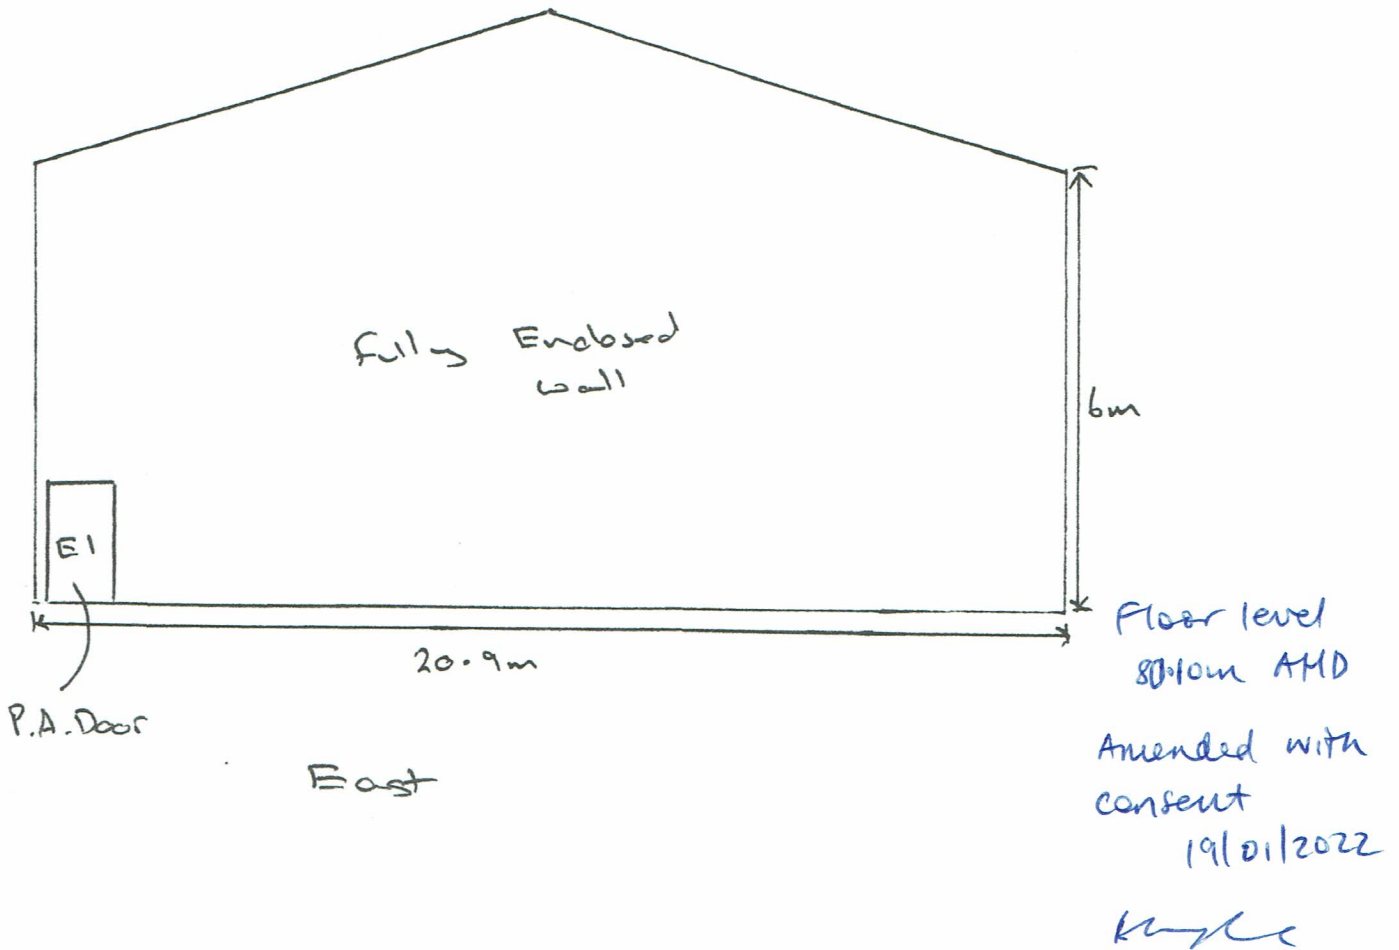 Fully Enclosed
wall
6m
E1
20.9m
P.A. Door
East
Floor level
80.10m AHD
Amended with
consent
19/01/2022